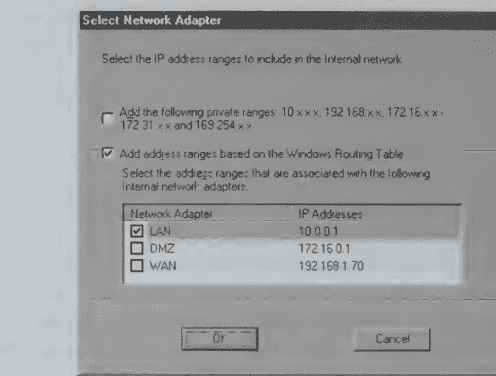 Select Network Adapter
Select the IP address ranges to include in the Internal network
Add the following private ranges: 10.x.x.x, 192.168.x.x, 172.16.x.x -
172.31.x.x and 169.254.x.x
Add address ranges based on the Windows Routing Table
Select the address ranges that are associated with the following
Internal network adapters.
Network Adapter IP Addresses
LAN 10.0.0.1
DMZ 172.16.0.1
WAN 192.168.1.70
OK Cancel